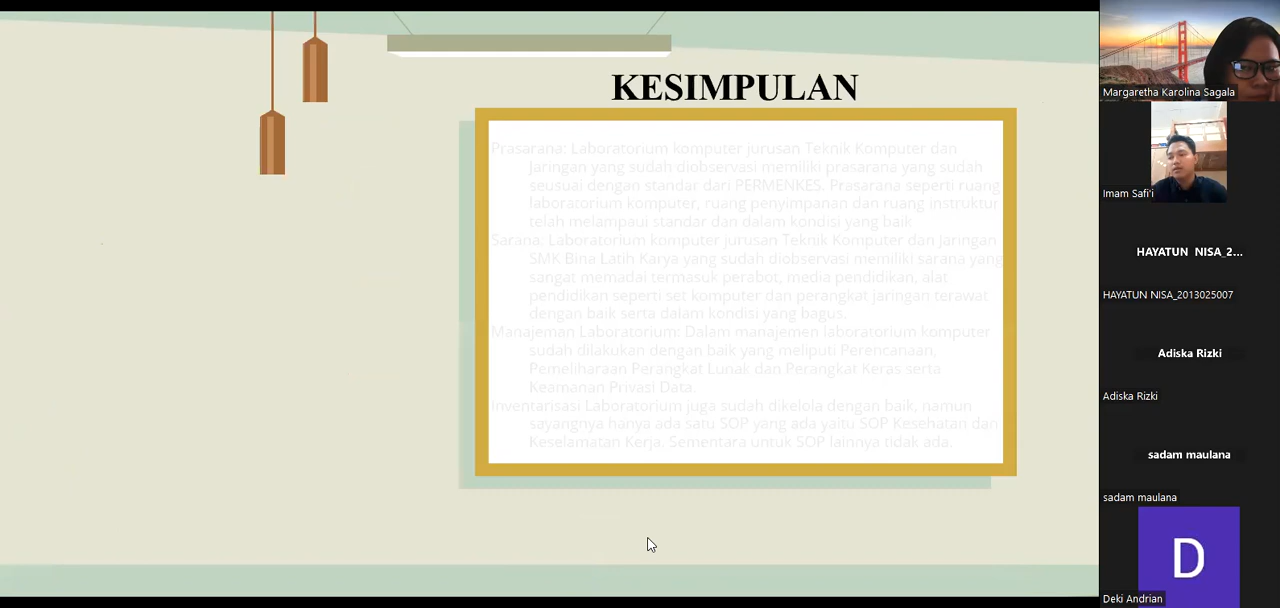 KESIMPULAN
Prasarana: Laboratorium komputer jurusan Teknik Komputer dan
Jaringan yang sudah diobservasi memiliki prasarana yang sudah
seusuai dengan standar dari PERMENKES. Prasarana seperti ruang
laboratorium komputer, ruang penyimpanan dan ruang instruktur
telah melampaui standar dan dalam kondisi yang baik
Sarana: Laboratorium komputer jurusan Teknik Komputer dan Jaringan
SMK Bina Latih Karya yang sudah diobservasi memiliki sarana yang
sangat memadai termasuk perabot, media pendidikan, alat
pendidikan seperti set komputer dan perangkat jaringan terawat
dengan baik serta dalam kondisi yang bagus.
Manajeman Laboratorium: Dalam manajemen laboratorium komputer
sudah dilakukan dengan baik yang meliputi Perencanaan,
Pemeliharaan Perangkat Lunak dan Perangkat Keras serta
Keamanan Privasi Data.
Inventarisasi Laboratorium juga sudah dikelola dengan baik, namun
sayangnya hanya ada satu SOP yang ada yaitu SOP Kesehatan dan
Keselamatan Kerja. Sementara untuk SOP lainnya tidak ada.
Margaretha Karolina Sagala
Imam Safi'i
HAYATUN NISA_2...
HAYATUN NISA_2013025007
Adiska Rizki
Adiska Rizki
sadam maulana
sadam maulana
D
Deki Andrian